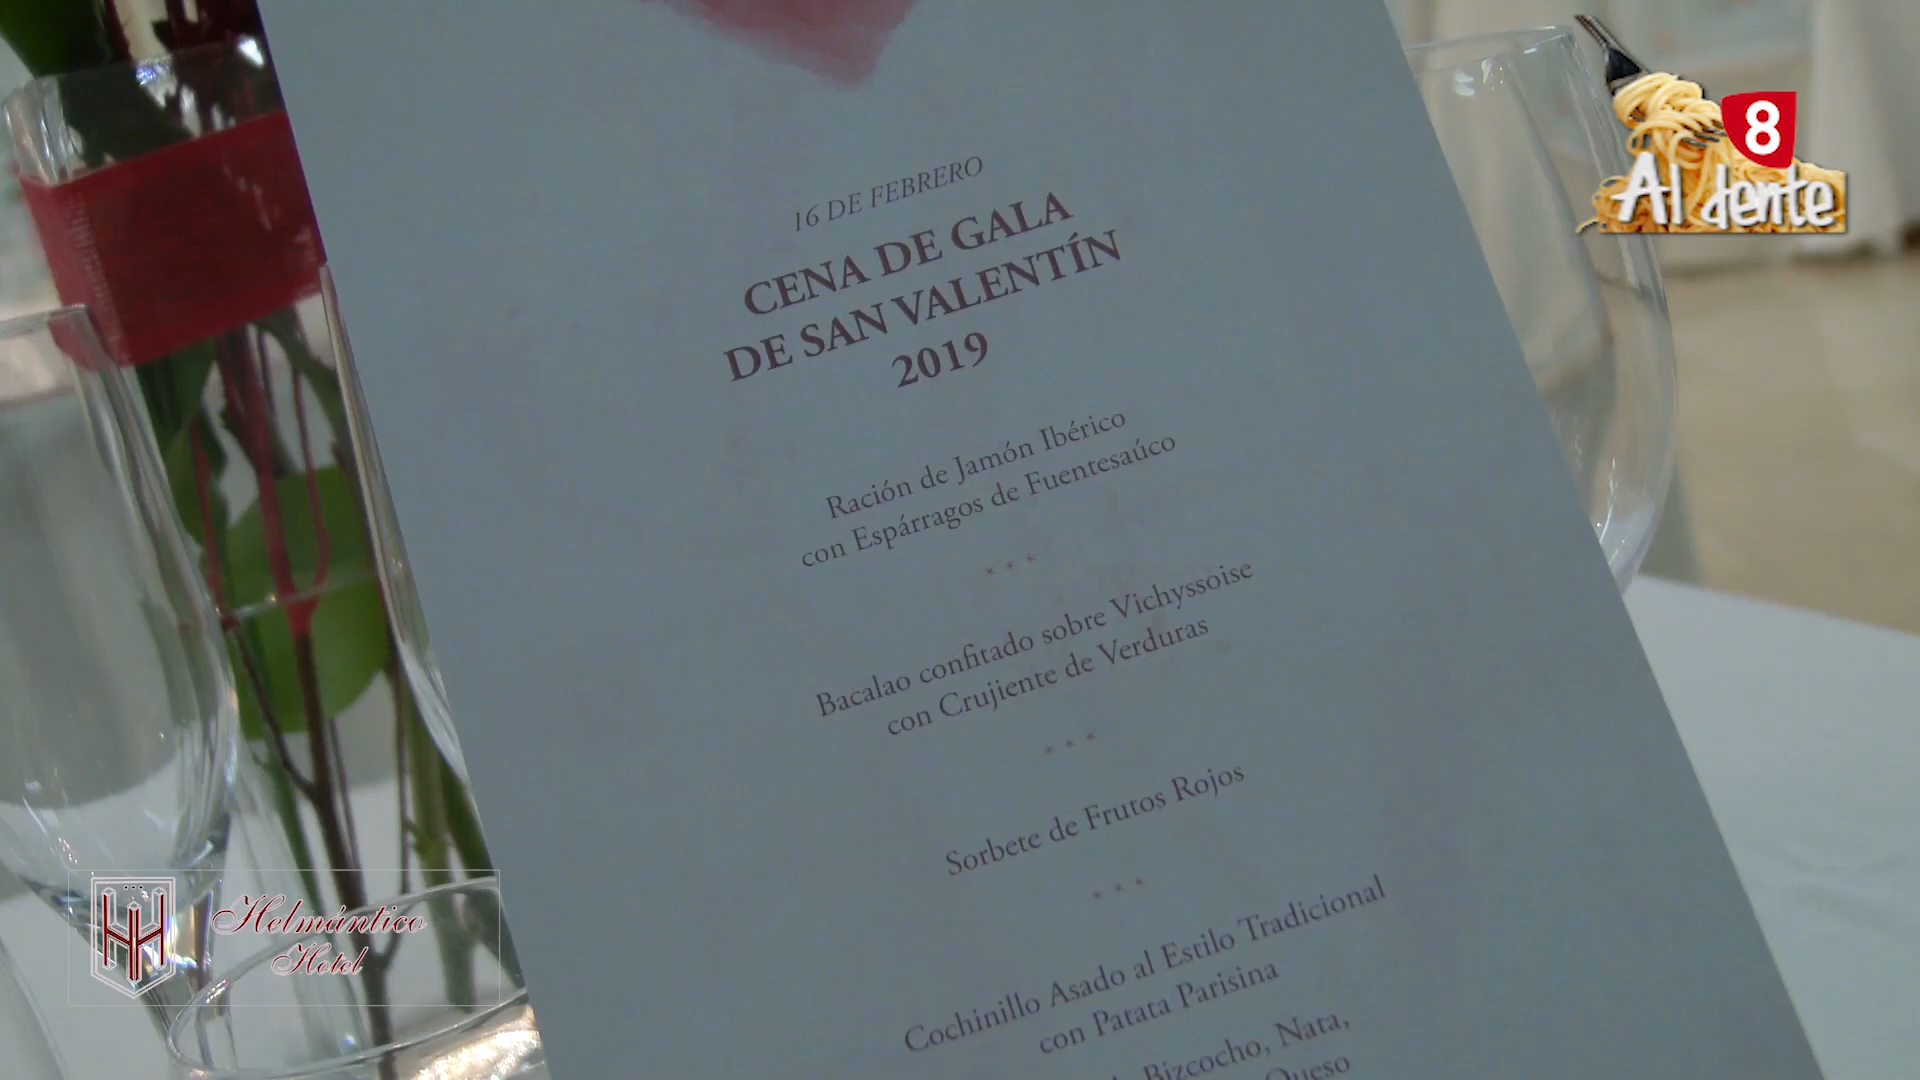 16 DE FEBRERO
CENA DE GALA
DE SAN VALENTÍN
2019
Ración de Jamón Ibérico
con Espárragos de Fuentesaúco
* * *
Bacalao confitado sobre Vichyssoise
con Crujiente de Verduras
* * *
Sorbete de Frutos Rojos
* * *
Cochinillo Asado al Estilo Tradicional
con Patata Parisina
Bizcocho, Nata,
Queso
8
Al dente
Helmántico
Hotel